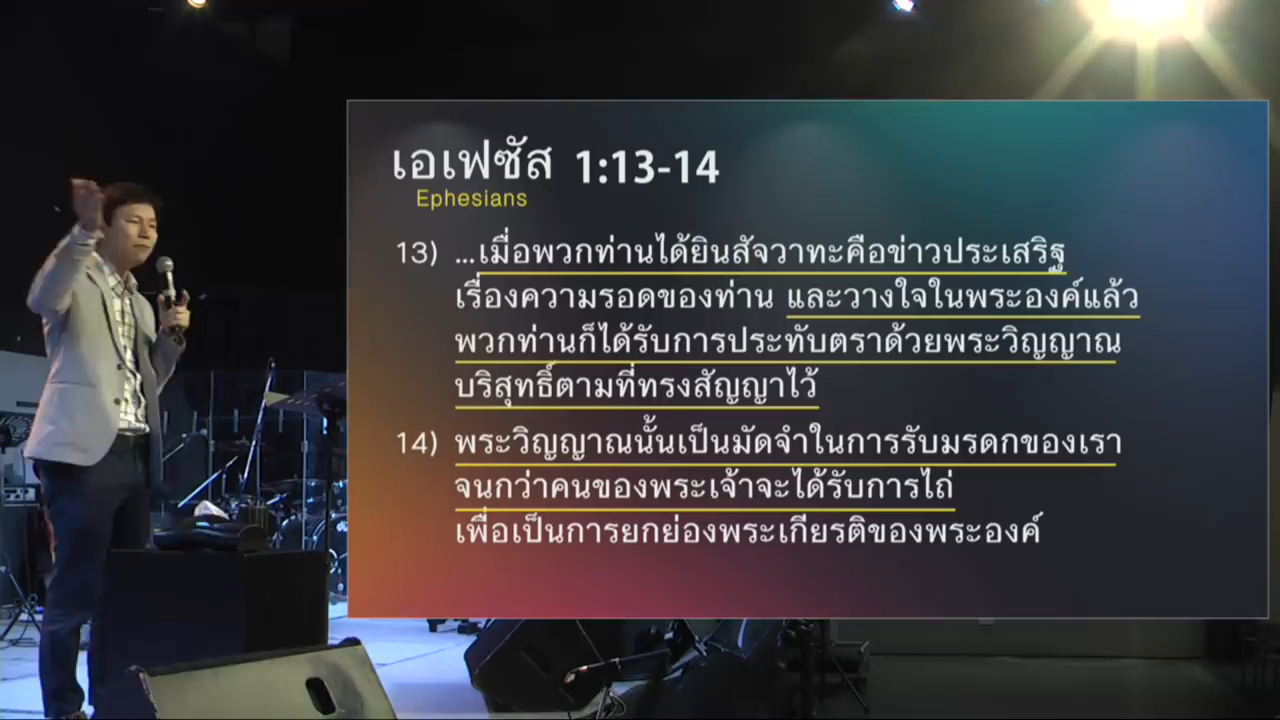 เอเฟซัส 1:13-14
Ephesians
13) ...เมื่อพวกท่านได้ยินสัจวาทะคือข่าวประเสริฐ
เรื่องความรอดของท่าน และวางใจในพระองค์แล้ว
พวกท่านก็ได้รับการประทับตราด้วยพระวิญญาณ
บริสุทธิ์ตามที่ทรงสัญญาไว้
14) พระวิญญาณนั้นเป็นมัดจำในการรับมรดกของเรา
จนกว่าคนของพระเจ้าจะได้รับการไถ่
เพื่อเป็นการยกย่องพระเกียรติของพระองค์